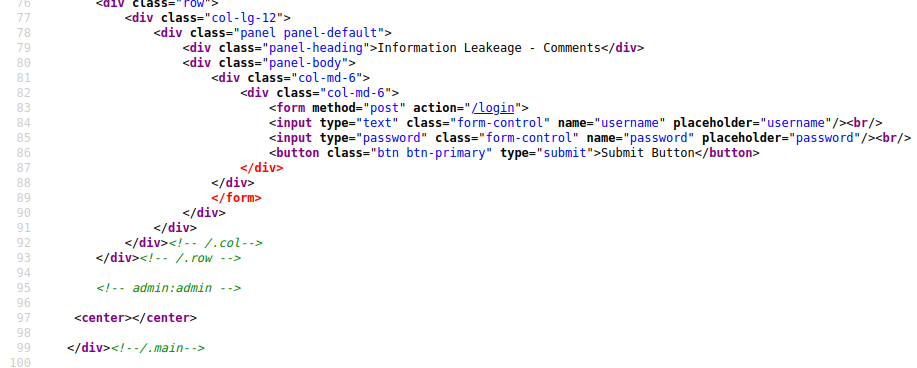 76 <div class="row">
77 <div class="col-lg-12">
78 <div class="panel panel-default">
79 <div class="panel-heading">Information Leakeage - Comments</div>
80 <div class="panel-body">
81 <div class="col-md-6">
82 <div class="col-md-6">
83 <form method="post" action="/login">
84 <input type="text" class="form-control" name="username" placeholder="username"/><br/>
85 <input type="password" class="form-control" name="password" placeholder="password"/><br/>
86 <button class="btn btn-primary" type="submit">Submit Button</button>
87 </div>
88 </div>
89 </form>
90 </div>
91 </div>
92 </div><!-- /.col-->
93 </div><!-- /.row -->
94
95 <!-- admin:admin -->
96
97 <center></center>
98
99 </div><!--/.main-->
100